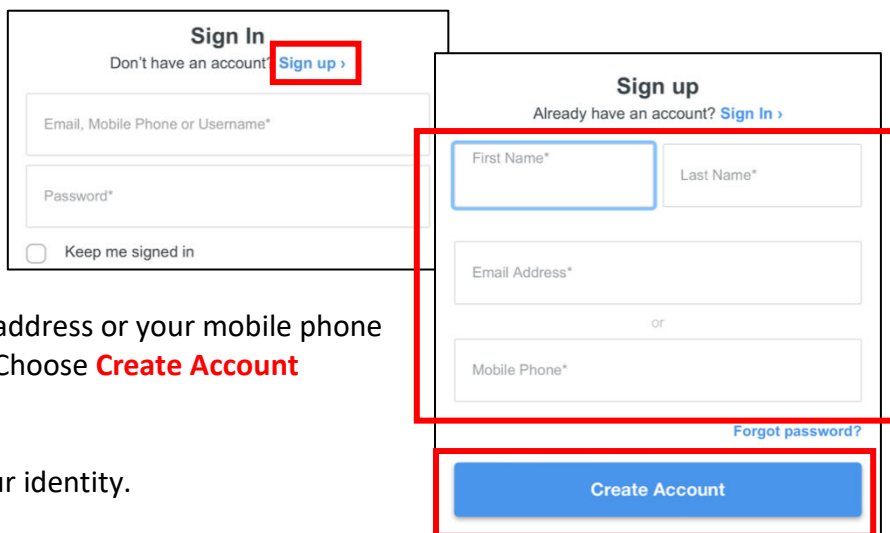 Sign In
Don't have an account? Sign up ›
Email, Mobile Phone or Username*
Password*
Keep me signed in
Sign up
Already have an account? Sign In ›
First Name*
Last Name*
Email Address*
or
Mobile Phone*
Forgot password?
Create Account
address or your mobile phone
Choose Create Account
identity.